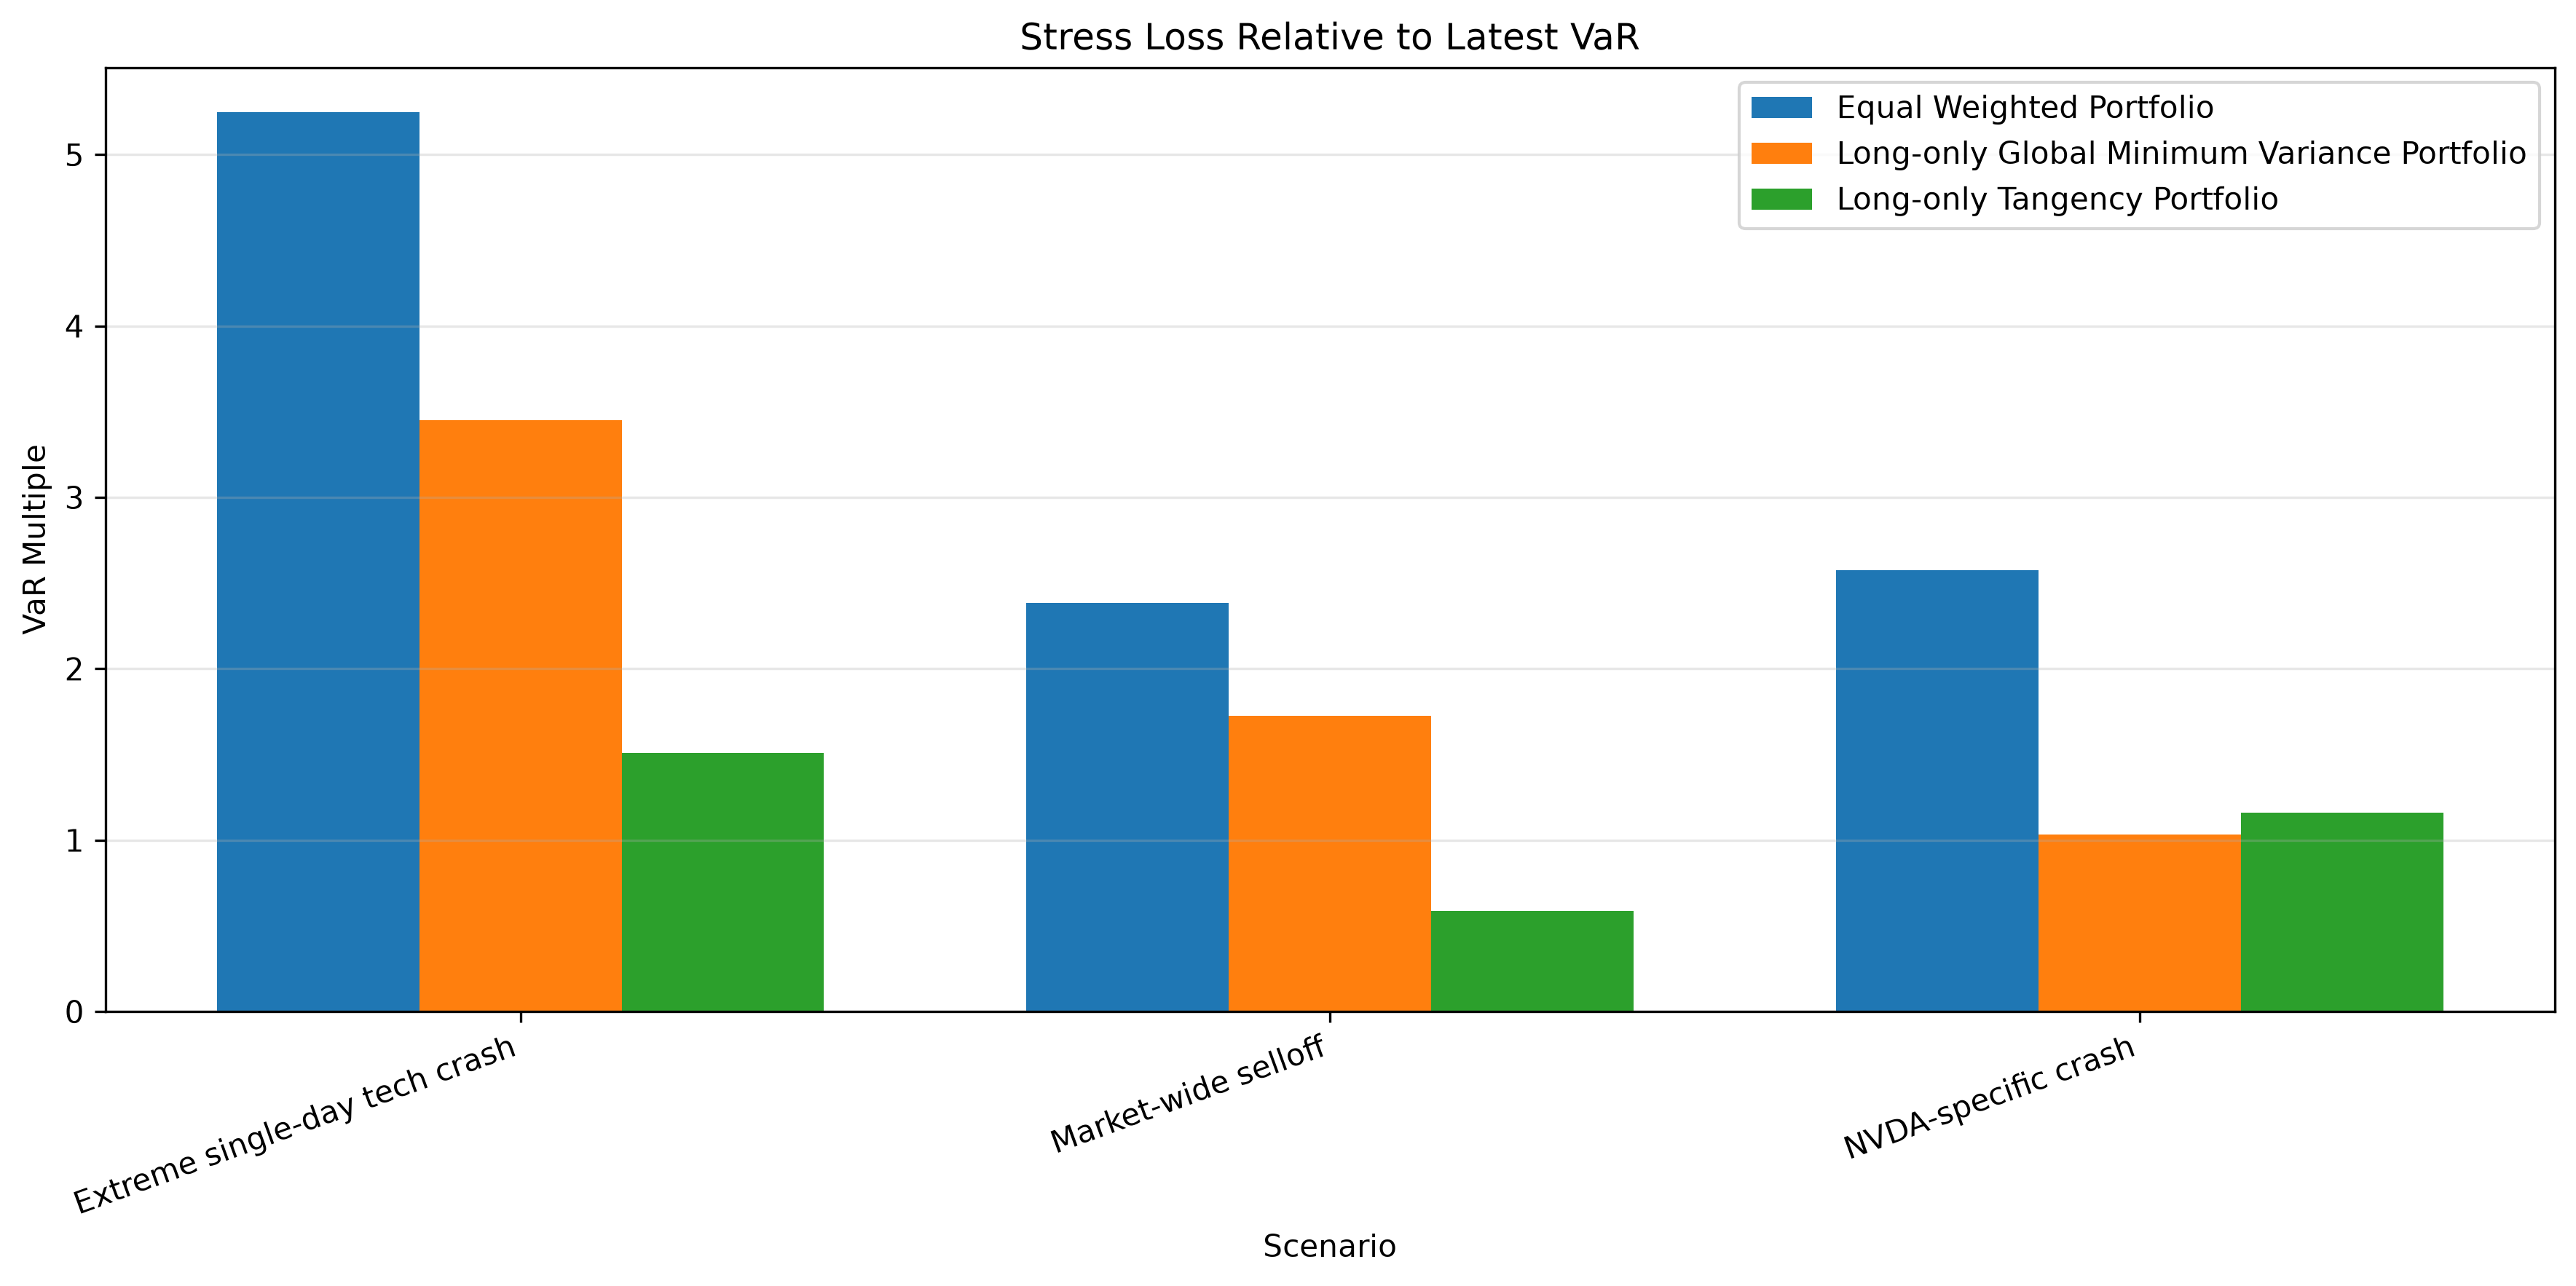 Stress Loss Relative to Latest VaR
Equal Weighted Portfolio
Long-only Global Minimum Variance Portfolio
Long-only Tangency Portfolio
VaR Multiple
5
4
3
2
1
0
Extreme single-day tech crash
Market-wide selloff
NVDA-specific crash
Scenario